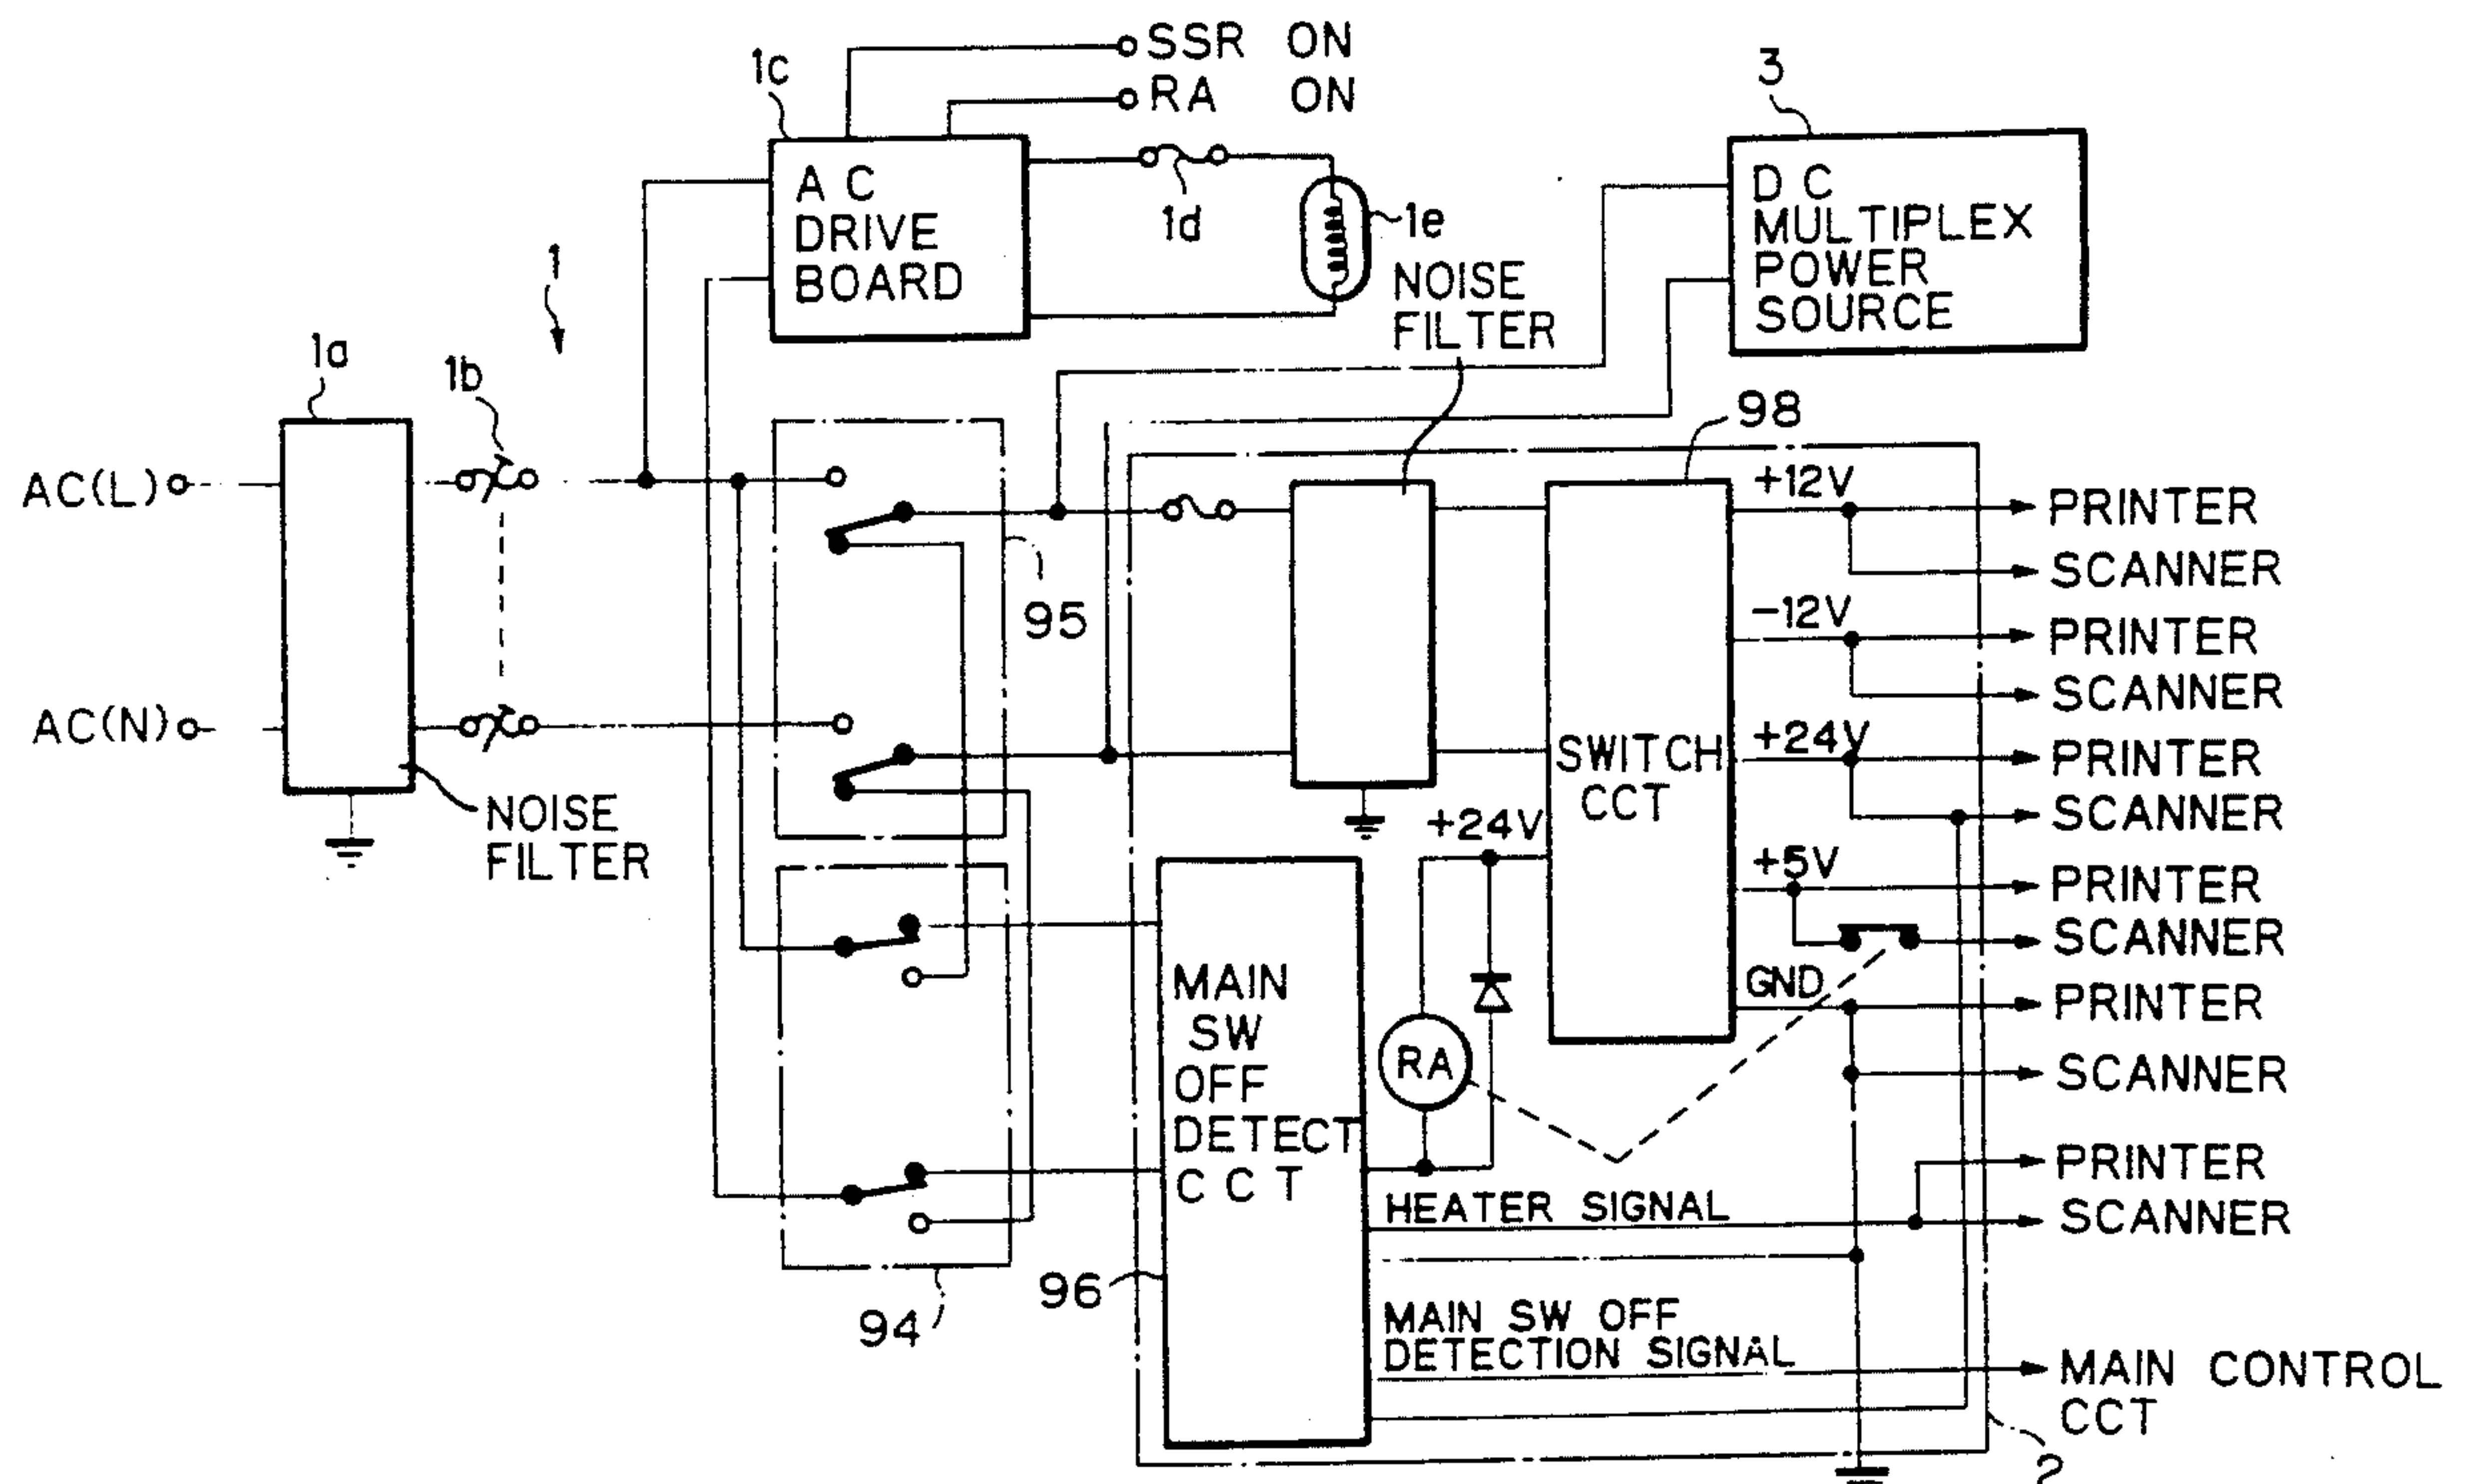 SSR ON
RA ON
1c
3
AC
DRIVE
BOARD
1d
1e
DC
MULTIPLEX
POWER
SOURCE
1
NOISE
FILTER
1a
1b
98
AC(L)
+12V
PRINTER
SCANNER
95
-12V
PRINTER
SCANNER
AC(N)
SWITCH
CCT
+24V
PRINTER
SCANNER
NOISE
FILTER
+24V
+5V
PRINTER
SCANNER
MAIN
SW
OFF
DETECT
CCT
RA
GND
PRINTER
SCANNER
PRINTER
HEATER SIGNAL
SCANNER
96
94
MAIN SW OFF
DETECTION SIGNAL
MAIN CONTROL
CCT
2